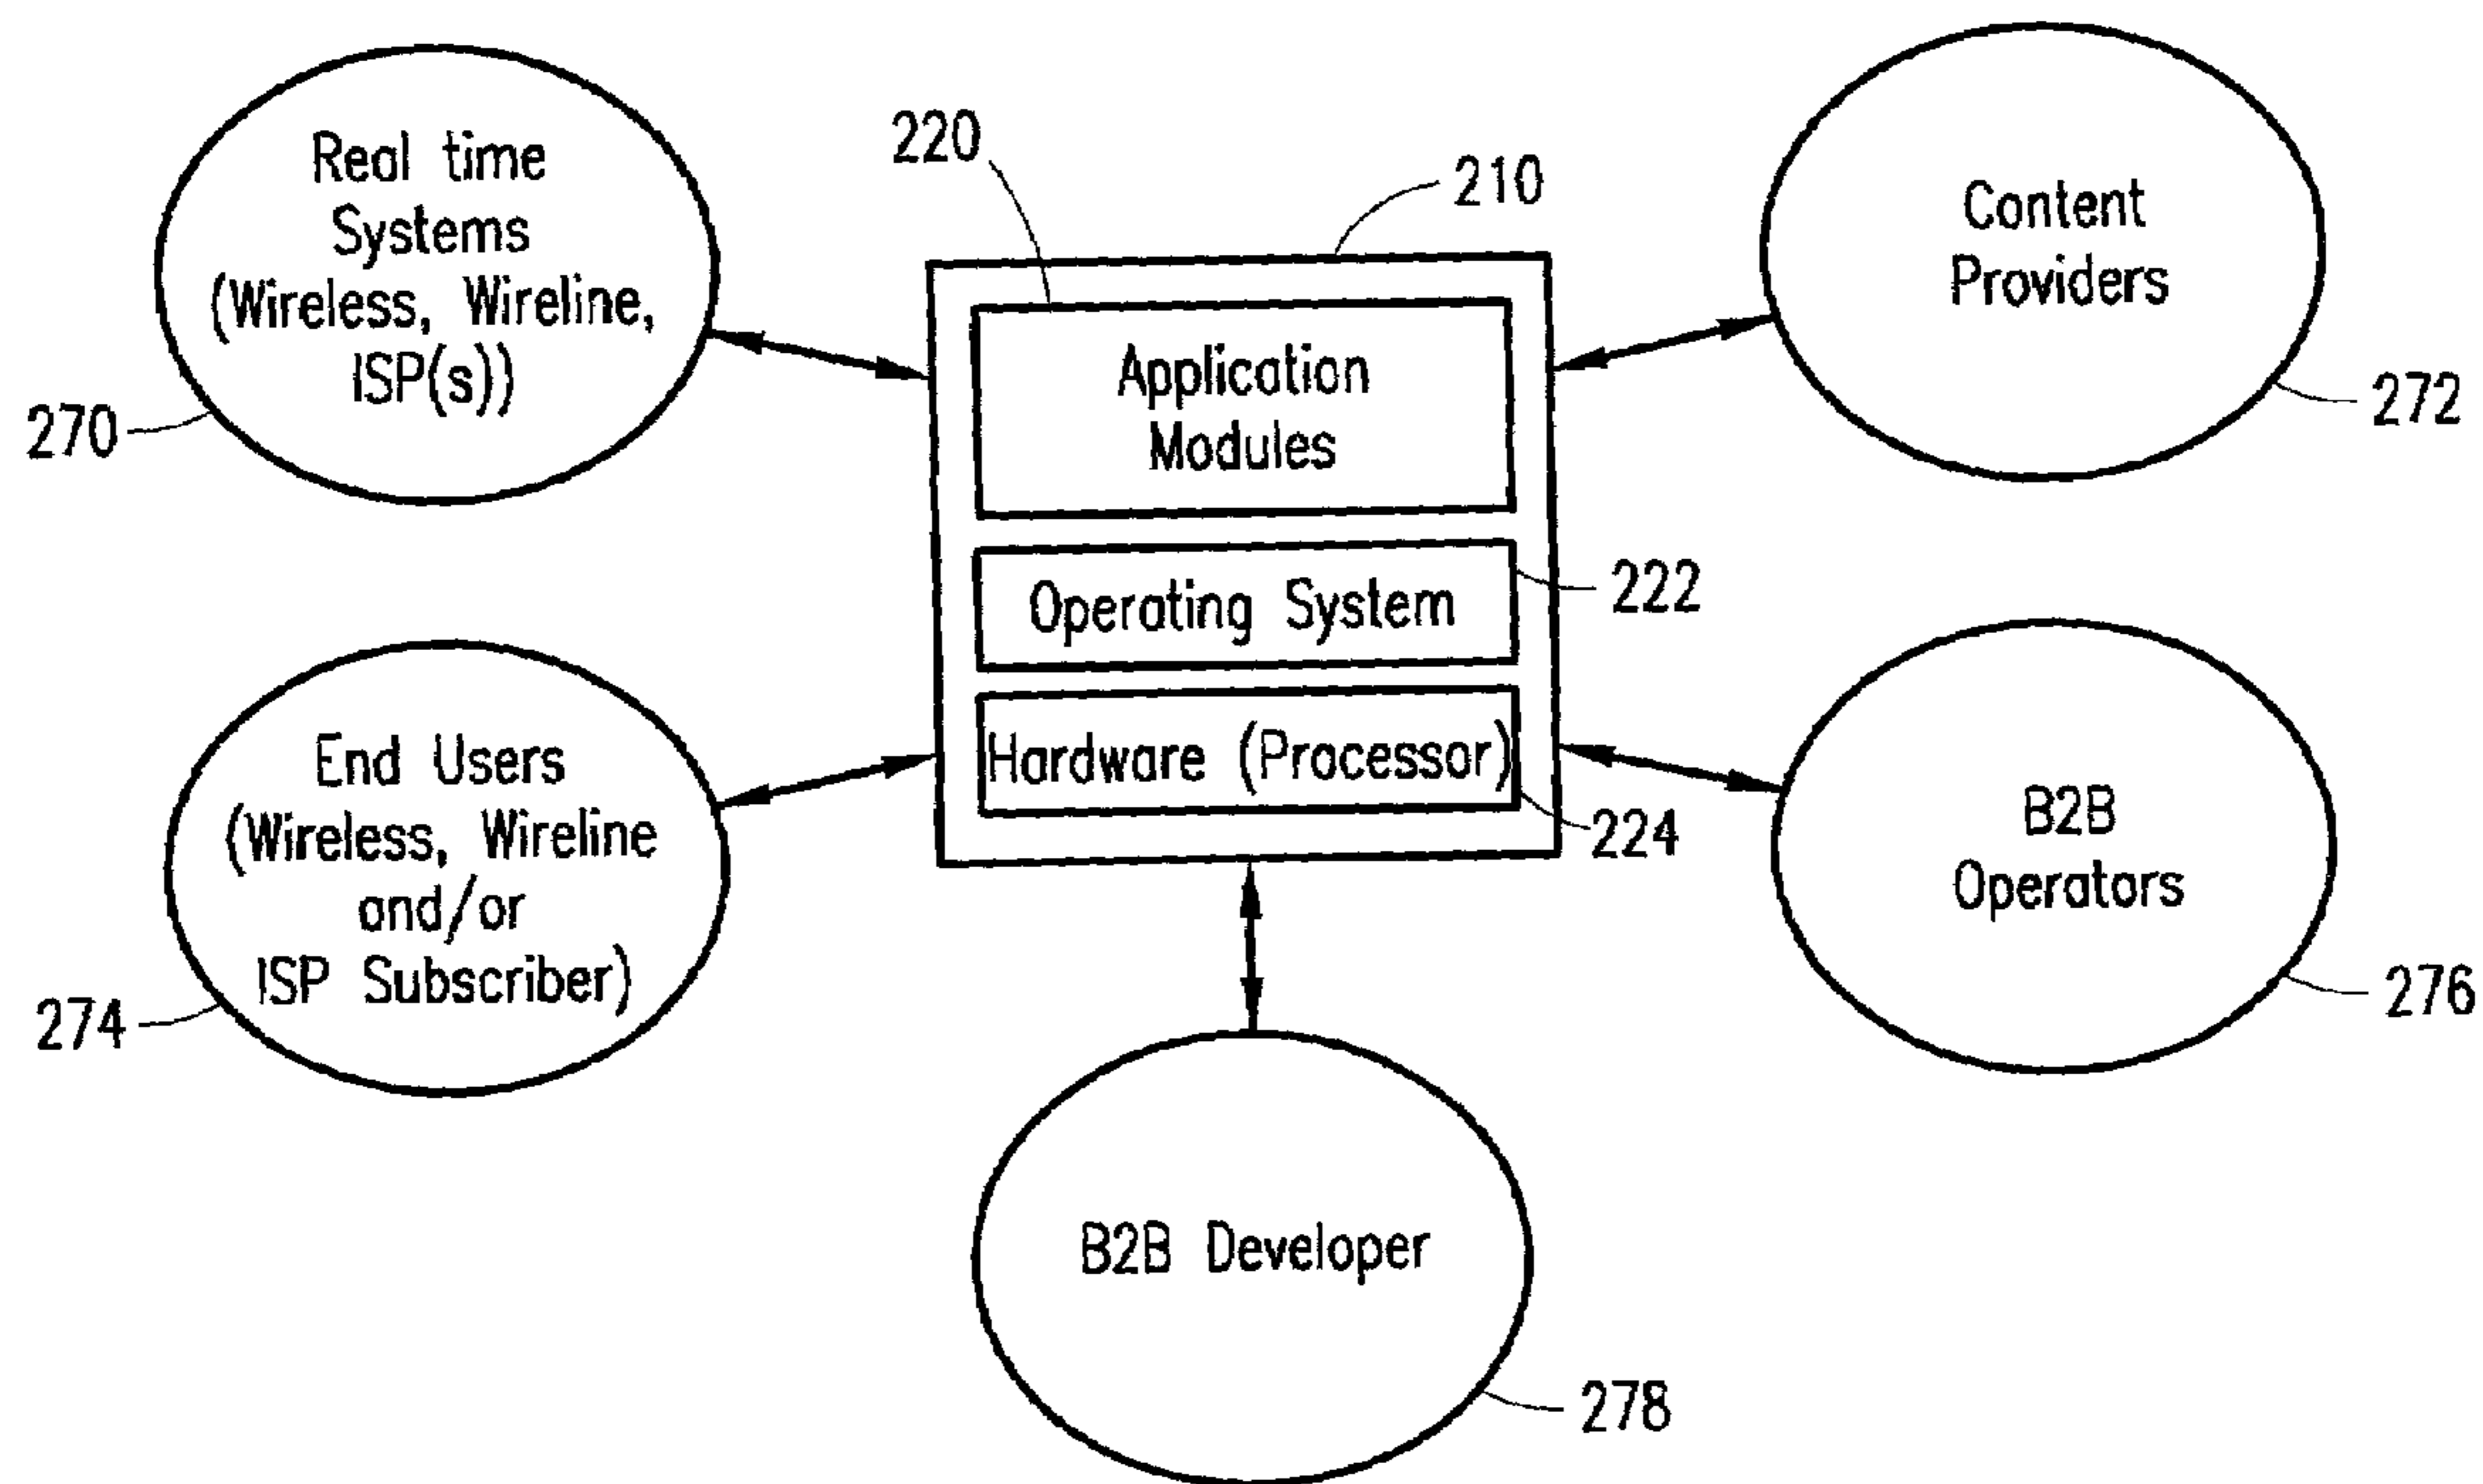 Real time
Systems
(Wireless, Wireline,
ISP(s))
270
220
210
Content
Providers
272
Application
Modules
Operating System
222
Hardware (Processor)
224
End Users
(Wireless, Wireline
and/or
ISP Subscriber)
274
B2B
Operators
276
B2B Developer
278